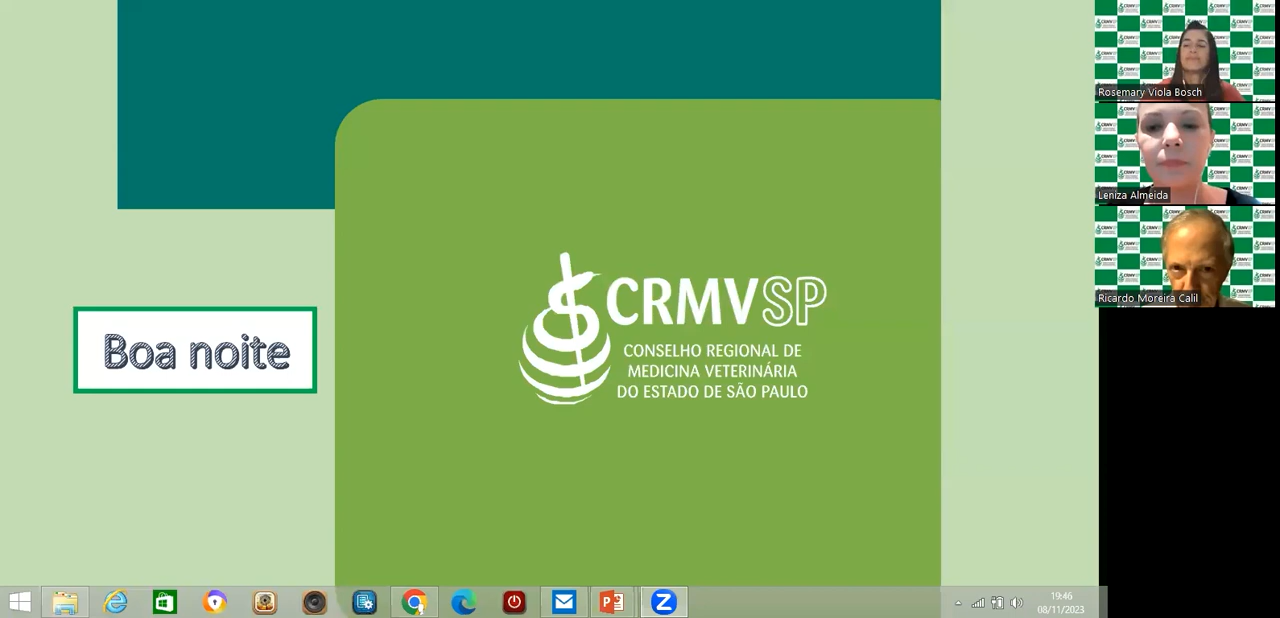 Boa noite
CRMVSP
CONSELHO REGIONAL DE
MEDICINA VETERINÁRIA
DO ESTADO DE SÃO PAULO
Rosemary Viola Bosch
Leniza Almeida
Ricardo Moreira Calil
19:46
08/11/2023